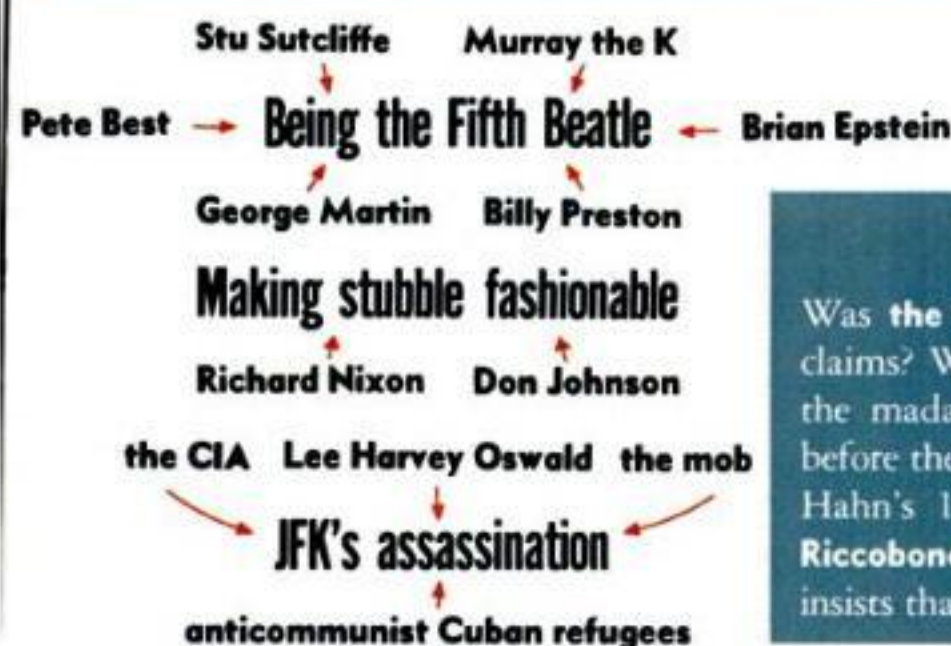 Stu Sutcliffe Murray the K
Pete Best Being the Fifth Beatle Brian Epstein
George Martin Billy Preston
Making stubble fashionable
Richard Nixon Don Johnson
the CIA Lee Harvey Oswald the mob
JFK's assassination
anticommunist Cuban refugees
Was the
claims? W
the mada
before the
Hahn's
Riccobon
insists tha